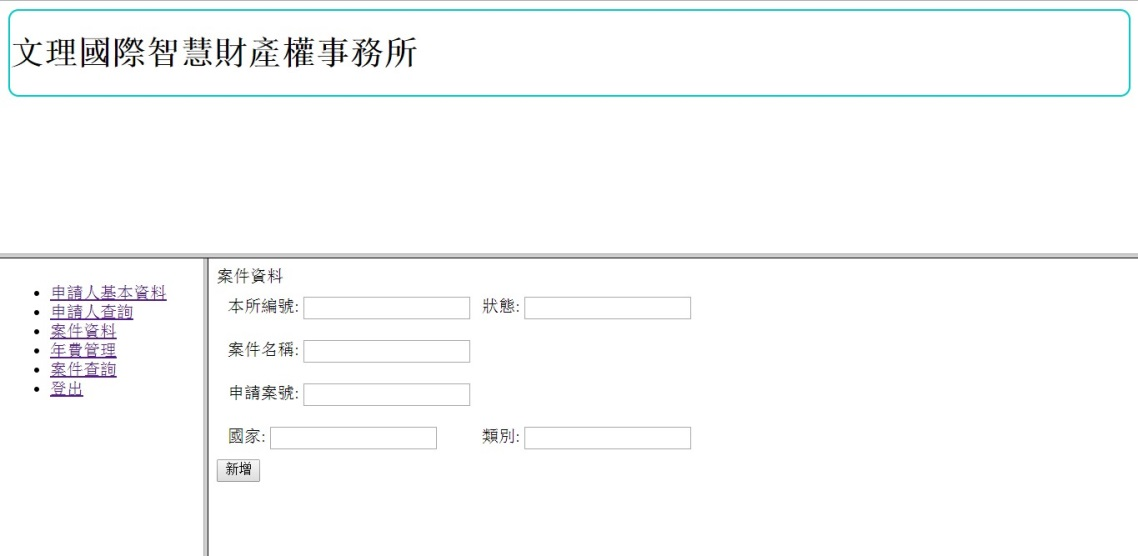 文理國際智慧財產權事務所
申請人基本資料
申請人查詢
案件資料
年費管理
案件查詢
登出
案件資料
本所編號: 狀態:
案件名稱:
申請案號:
國家: 類別:
新增